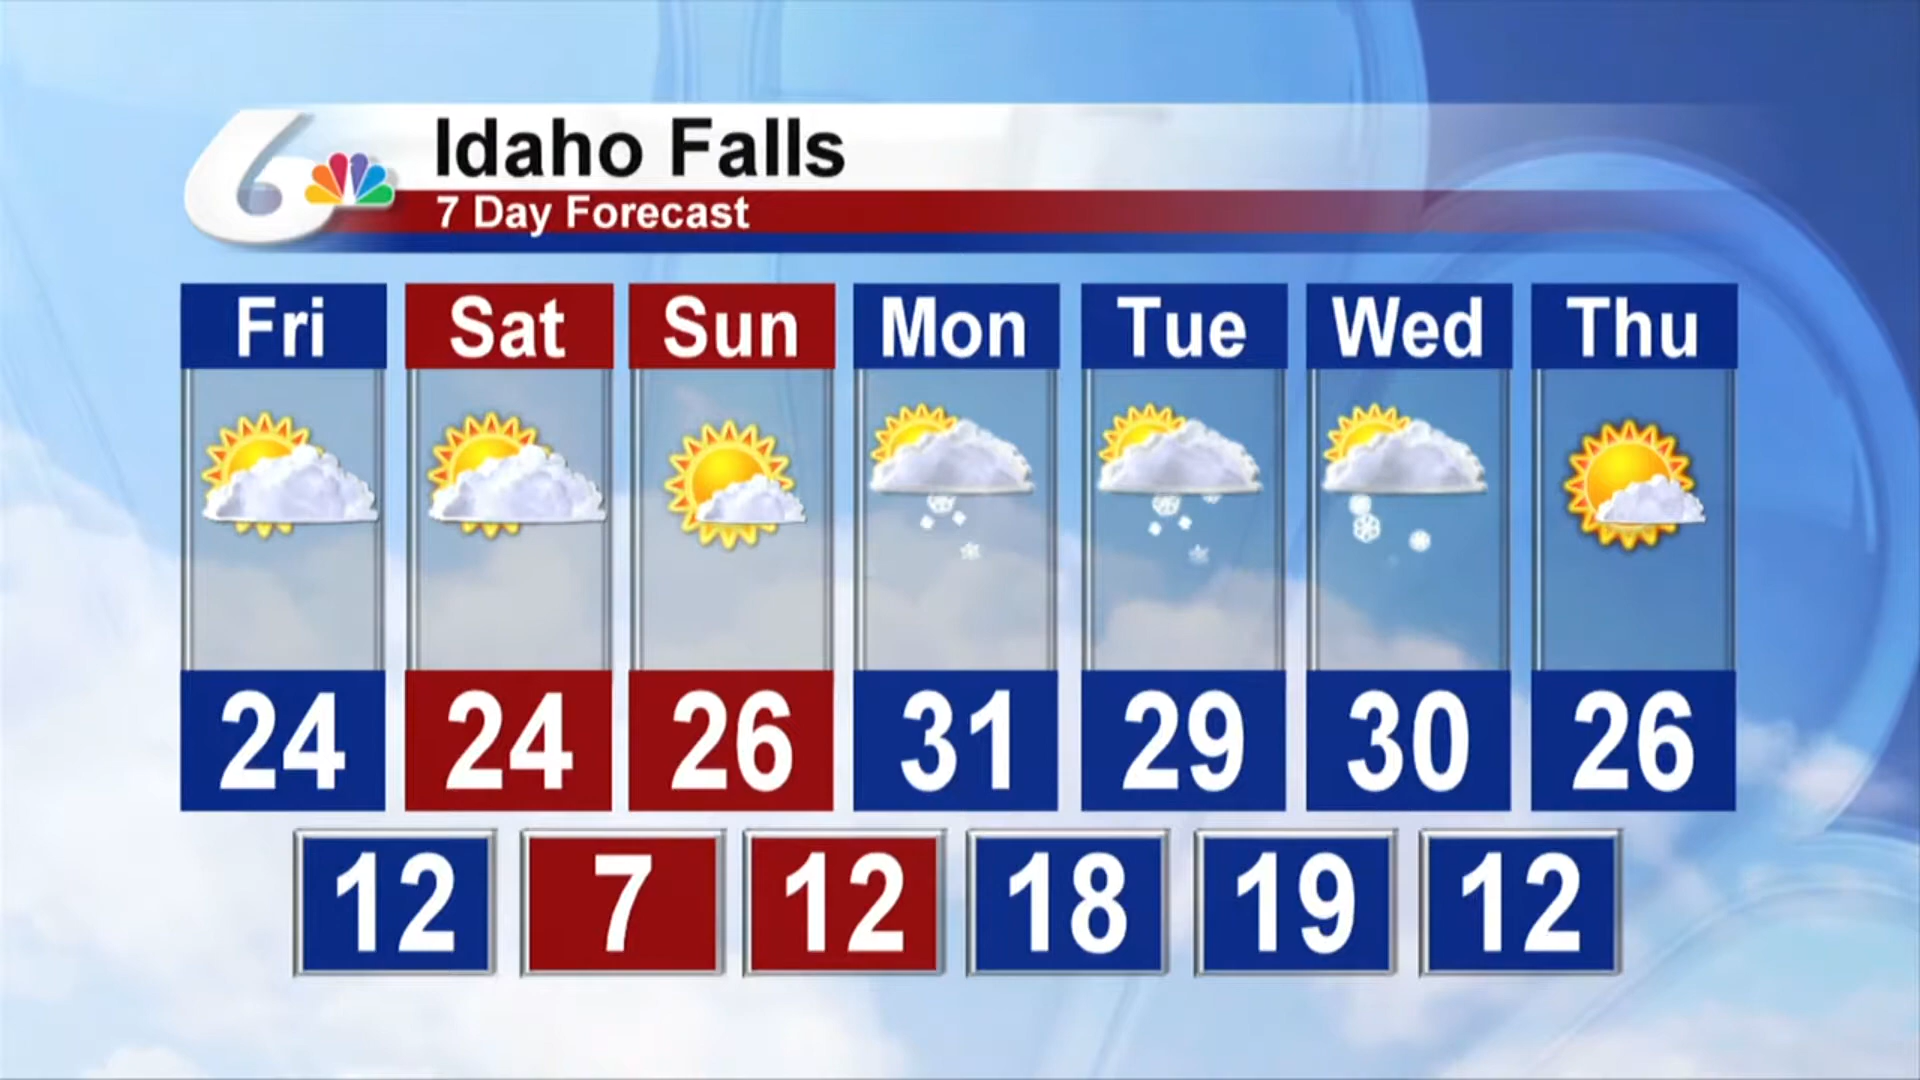 6
Idaho Falls
7 Day Forecast
Fri Sat Sun Mon Tue Wed Thu
24 24 26 31 29 30 26
12 7 12 18 19 12